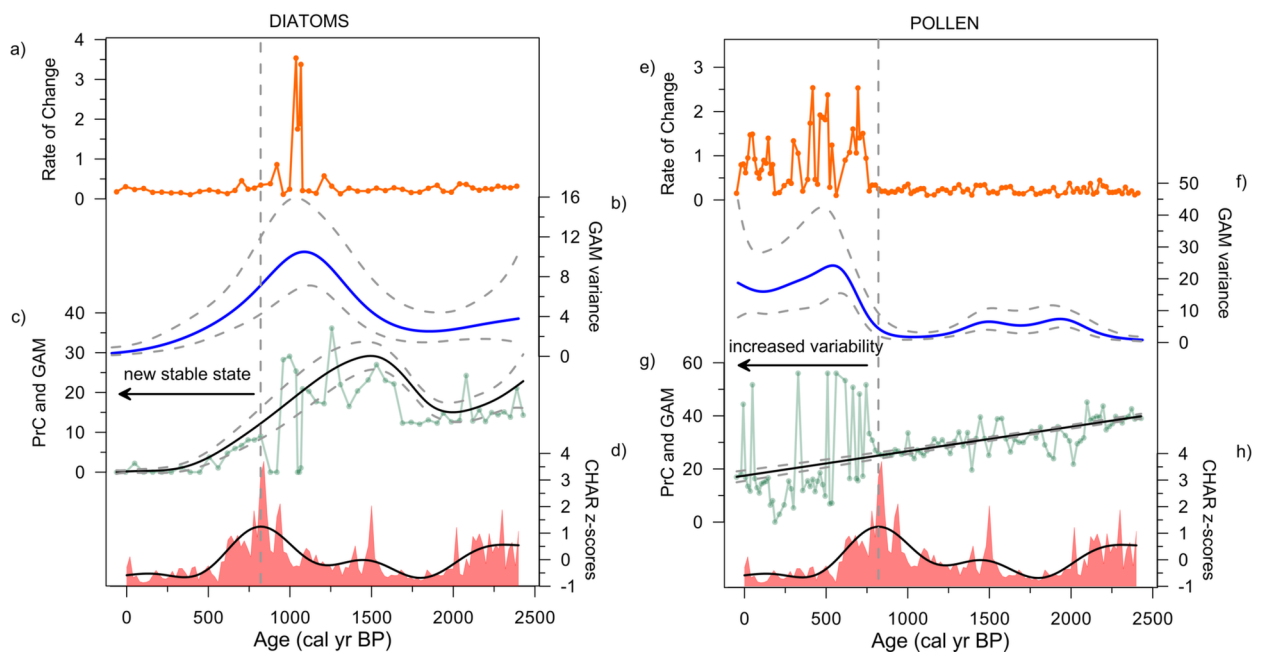 DIATOMS
a)
Rate of Change
4
3
2
1
0
b)
GAM variance
16
12
8
4
0
c)
PrC and GAM
40
30
20
10
0
new stable state
d)
CHAR z-scores
4
3
2
1
0
-1
0 500 1000 1500 2000 2500
Age (cal yr BP)
POLLEN
e)
Rate of Change
3
2
1
0
f)
GAM variance
50
40
30
20
10
0
g)
PrC and GAM
60
40
20
0
increased variability
h)
CHAR z-scores
4
3
2
1
0
-1
0 500 1000 1500 2000 2500
Age (cal yr BP)